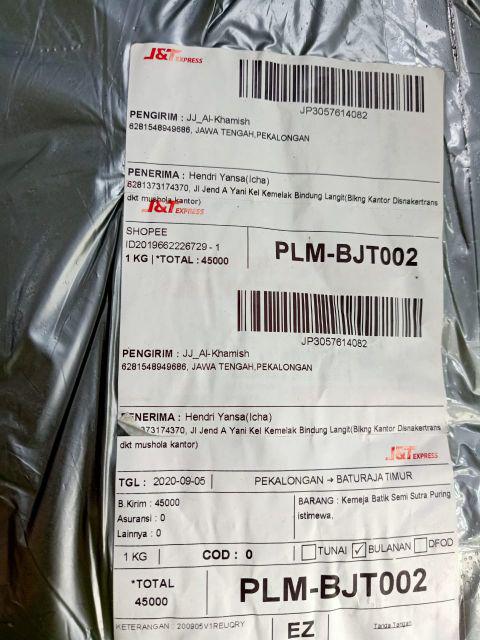 J&T EXPRESS
JP3057614082
PENGIRIM : JJ_Al-Khamish
6281548949686, JAWA TENGAH,PEKALONGAN
PENERIMA : Hendri Yansa(Icha)
6281373174370, Jl Jend A Yani Kel Kemelak Bindung Langit(Blkng Kantor Disnakertrans
dkt mushola kantor)
J&T EXPRESS
SHOPEE
ID2019662226729 - 1
1 KG | *TOTAL : 45000
PLM-BJT002
JP3057614082
PENGIRIM : JJ_Al-Khamish
6281548949686, JAWA TENGAH,PEKALONGAN
PENERIMA : Hendri Yansa(Icha)
373174370, Jl Jend A Yani Kel Kemelak Bindung Langit(Blkng Kantor Disnakertrans
dkt mushola kantor)
J&T EXPRESS
TGL : 2020-09-05 | PEKALONGAN → BATURAJA TIMUR
B.Kirim : 45000
Asuransi : 0
Lainnya : 0
BARANG : Kemeja Batik Semi Sutra Puring
istimewa,
1 KG | COD : 0 TUNAI BULANAN DFOD
*TOTAL
45000
PLM-BJT002
KETERANGAN : 200905V1REUQRY
EZ
Tanda Tangan